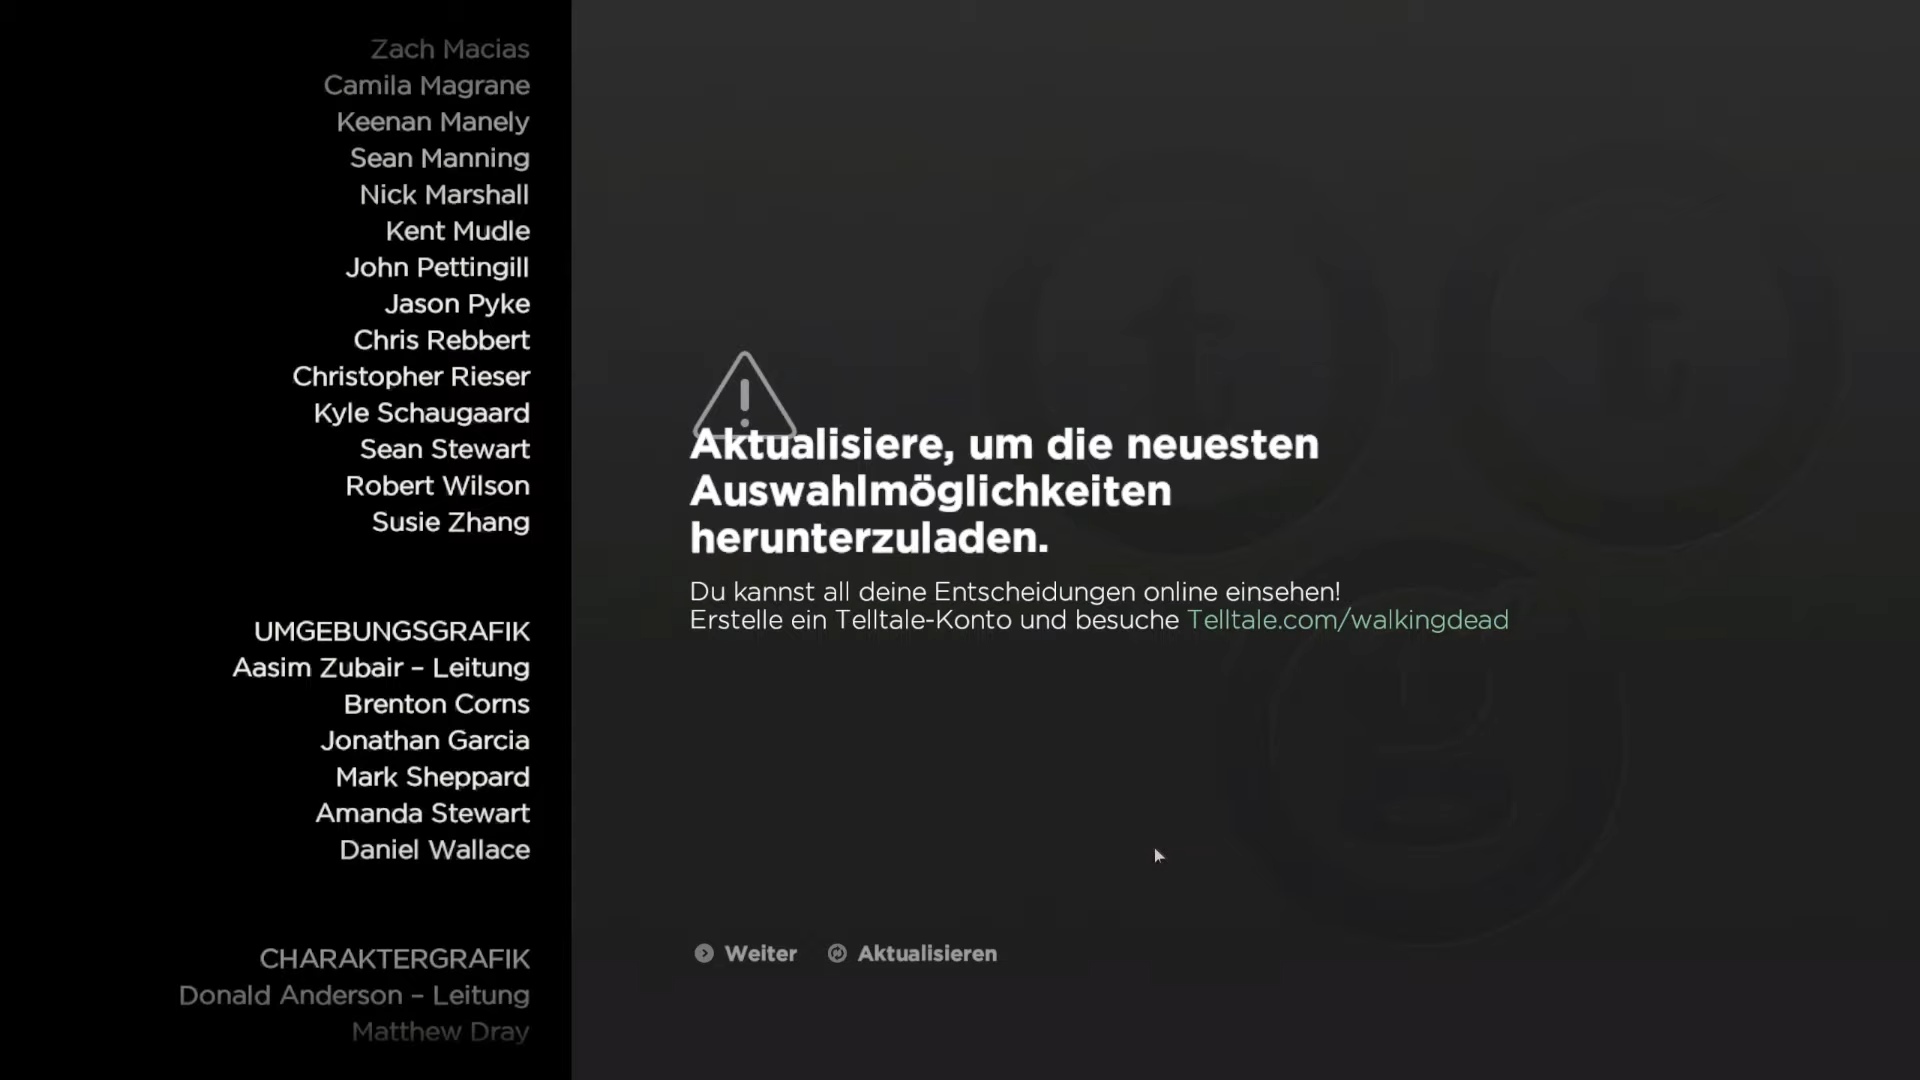 Zach Macias
Camila Magrane
Keenan Manely
Sean Manning
Nick Marshall
Kent Mudle
John Pettingill
Jason Pyke
Chris Rebbert
Christopher Rieser
Kyle Schaugaard
Sean Stewart
Robert Wilson
Susie Zhang
UMGEBUNGSGRAFIK
Aasim Zubair – Leitung
Brenton Corns
Jonathan Garcia
Mark Sheppard
Amanda Stewart
Daniel Wallace
CHARAKTERGRAFIK
Donald Anderson – Leitung
Matthew Dray
Aktualisiere, um die neuesten
Auswahlmöglichkeiten
herunterzuladen.
Du kannst all deine Entscheidungen online einsehen!
Erstelle ein Telltale-Konto und besuche Telltale.com/walkingdead
Weiter Aktualisieren